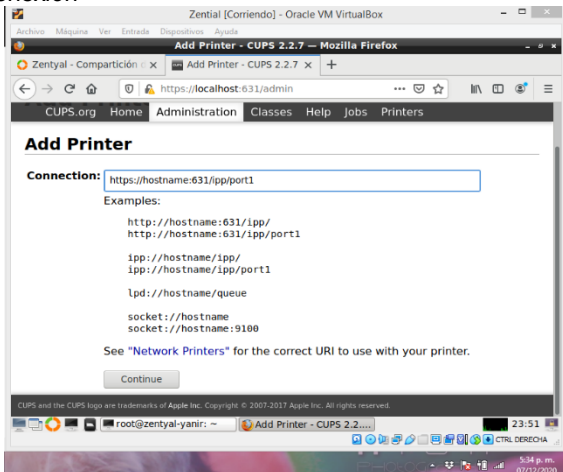 Zential [Corriendo] - Oracle VM VirtualBox
Archivo Máquina Ver Entrada Dispositivos Ayuda
Add Printer - CUPS 2.2.7 — Mozilla Firefox
Zentyal - Compartición c
Add Printer - CUPS 2.2.7
https://localhost:631/admin
CUPS.org Home Administration Classes Help Jobs Printers
Add Printer
Connection: https://hostname:631/ipp/port1
Examples:
http://hostname:631/ipp/
http://hostname:631/ipp/port1
ipp://hostname/ipp/
ipp://hostname/ipp/port1
lpd://hostname/queue
socket://hostname
socket://hostname:9100
See "Network Printers" for the correct URI to use with your printer.
Continue
CUPS and the CUPS logo are trademarks of Apple Inc. Copyright © 2007-2017 Apple Inc. All rights reserved.
root@zentyal-yanir: ~ Add Printer - CUPS 2.2.... 23:51
CTRL DERECHA
5:34 p. m.
07/12/2020